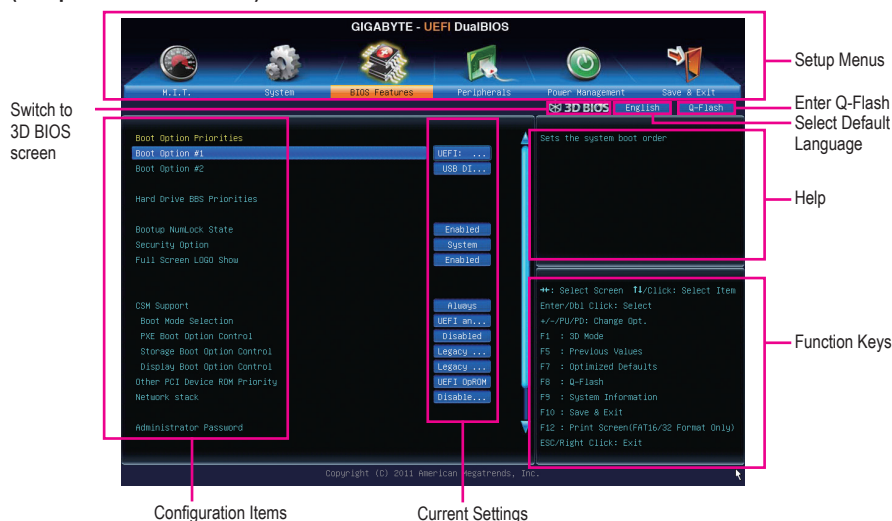 GIGABYTE - UEFI DualBIOS
M.I.T. System BIOS Features Peripherals Power Management Save & Exit
3D BIOS English Q-Flash
Setup Menus
Enter Q-Flash
Select Default
Language
Switch to
3D BIOS
screen
Boot Option Priorities
Boot Option #1 UEFI: ...
Boot Option #2 USB DI...
Hard Drive BBS Priorities
Bootup NumLock State Enabled
Security Option System
Full Screen LOGO Show Enabled
CSM Support Always
Boot Mode Selection UEFI an...
PXE Boot Option Control Disabled
Storage Boot Option Control Legacy ...
Display Boot Option Control Legacy ...
Other PCI Device ROM Priority UEFI OpROM
Network stack Disable...
Administrator Password
Sets the system boot order
Help
→←: Select Screen ↑↓/Click: Select Item
Enter/Dbl Click: Select
+/-/PU/PD: Change Opt.
F1 : 3D Mode
F5 : Previous Values
F7 : Optimized Defaults
F8 : Q-Flash
F9 : System Information
F10 : Save & Exit
F12 : Print Screen(FAT16/32 Format Only)
ESC/Right Click: Exit
Function Keys
Copyright (C) 2011 American Megatrends, Inc.
Configuration Items
Current Settings